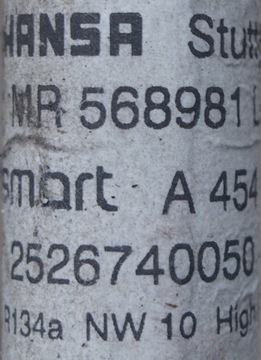 HANSA Stutt
MR 568981 L
smart A 454
2526740050
R134a NW 10 High